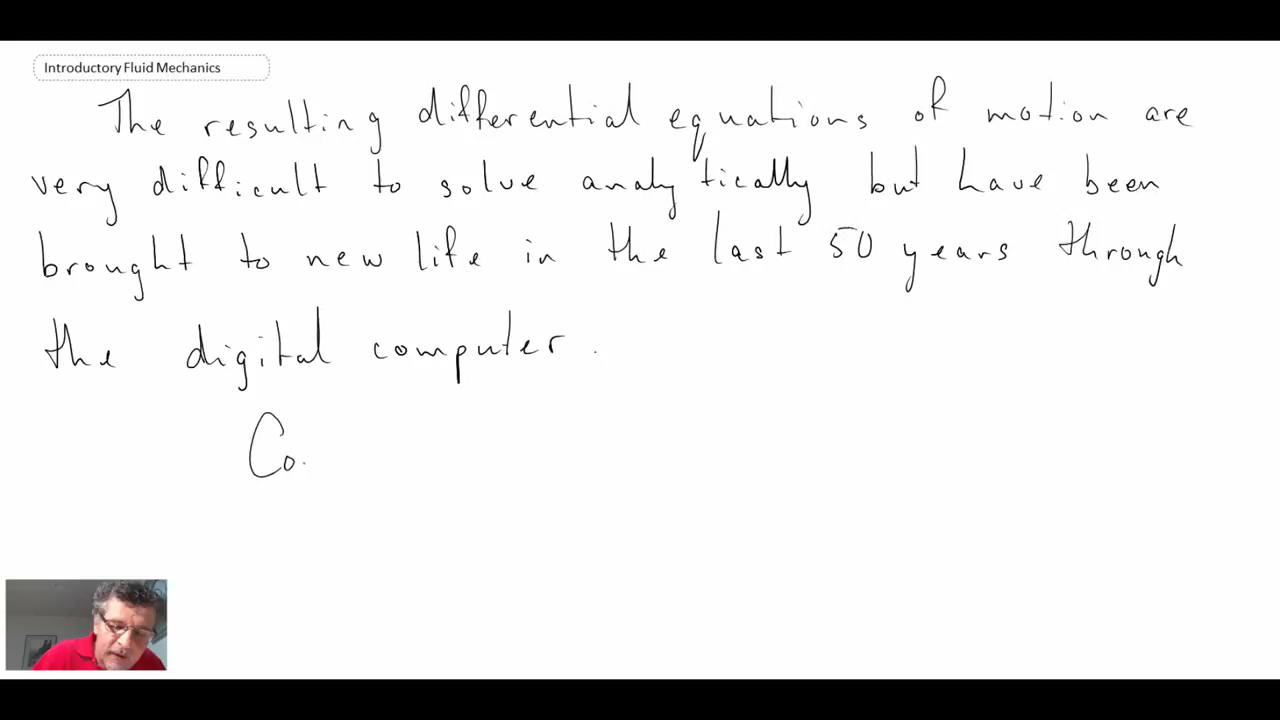 Introductory Fluid Mechanics
The resulting differential equations of motion are
very difficult to solve analytically but have been
brought to new life in the last 50 years through
the digital computer.
Co